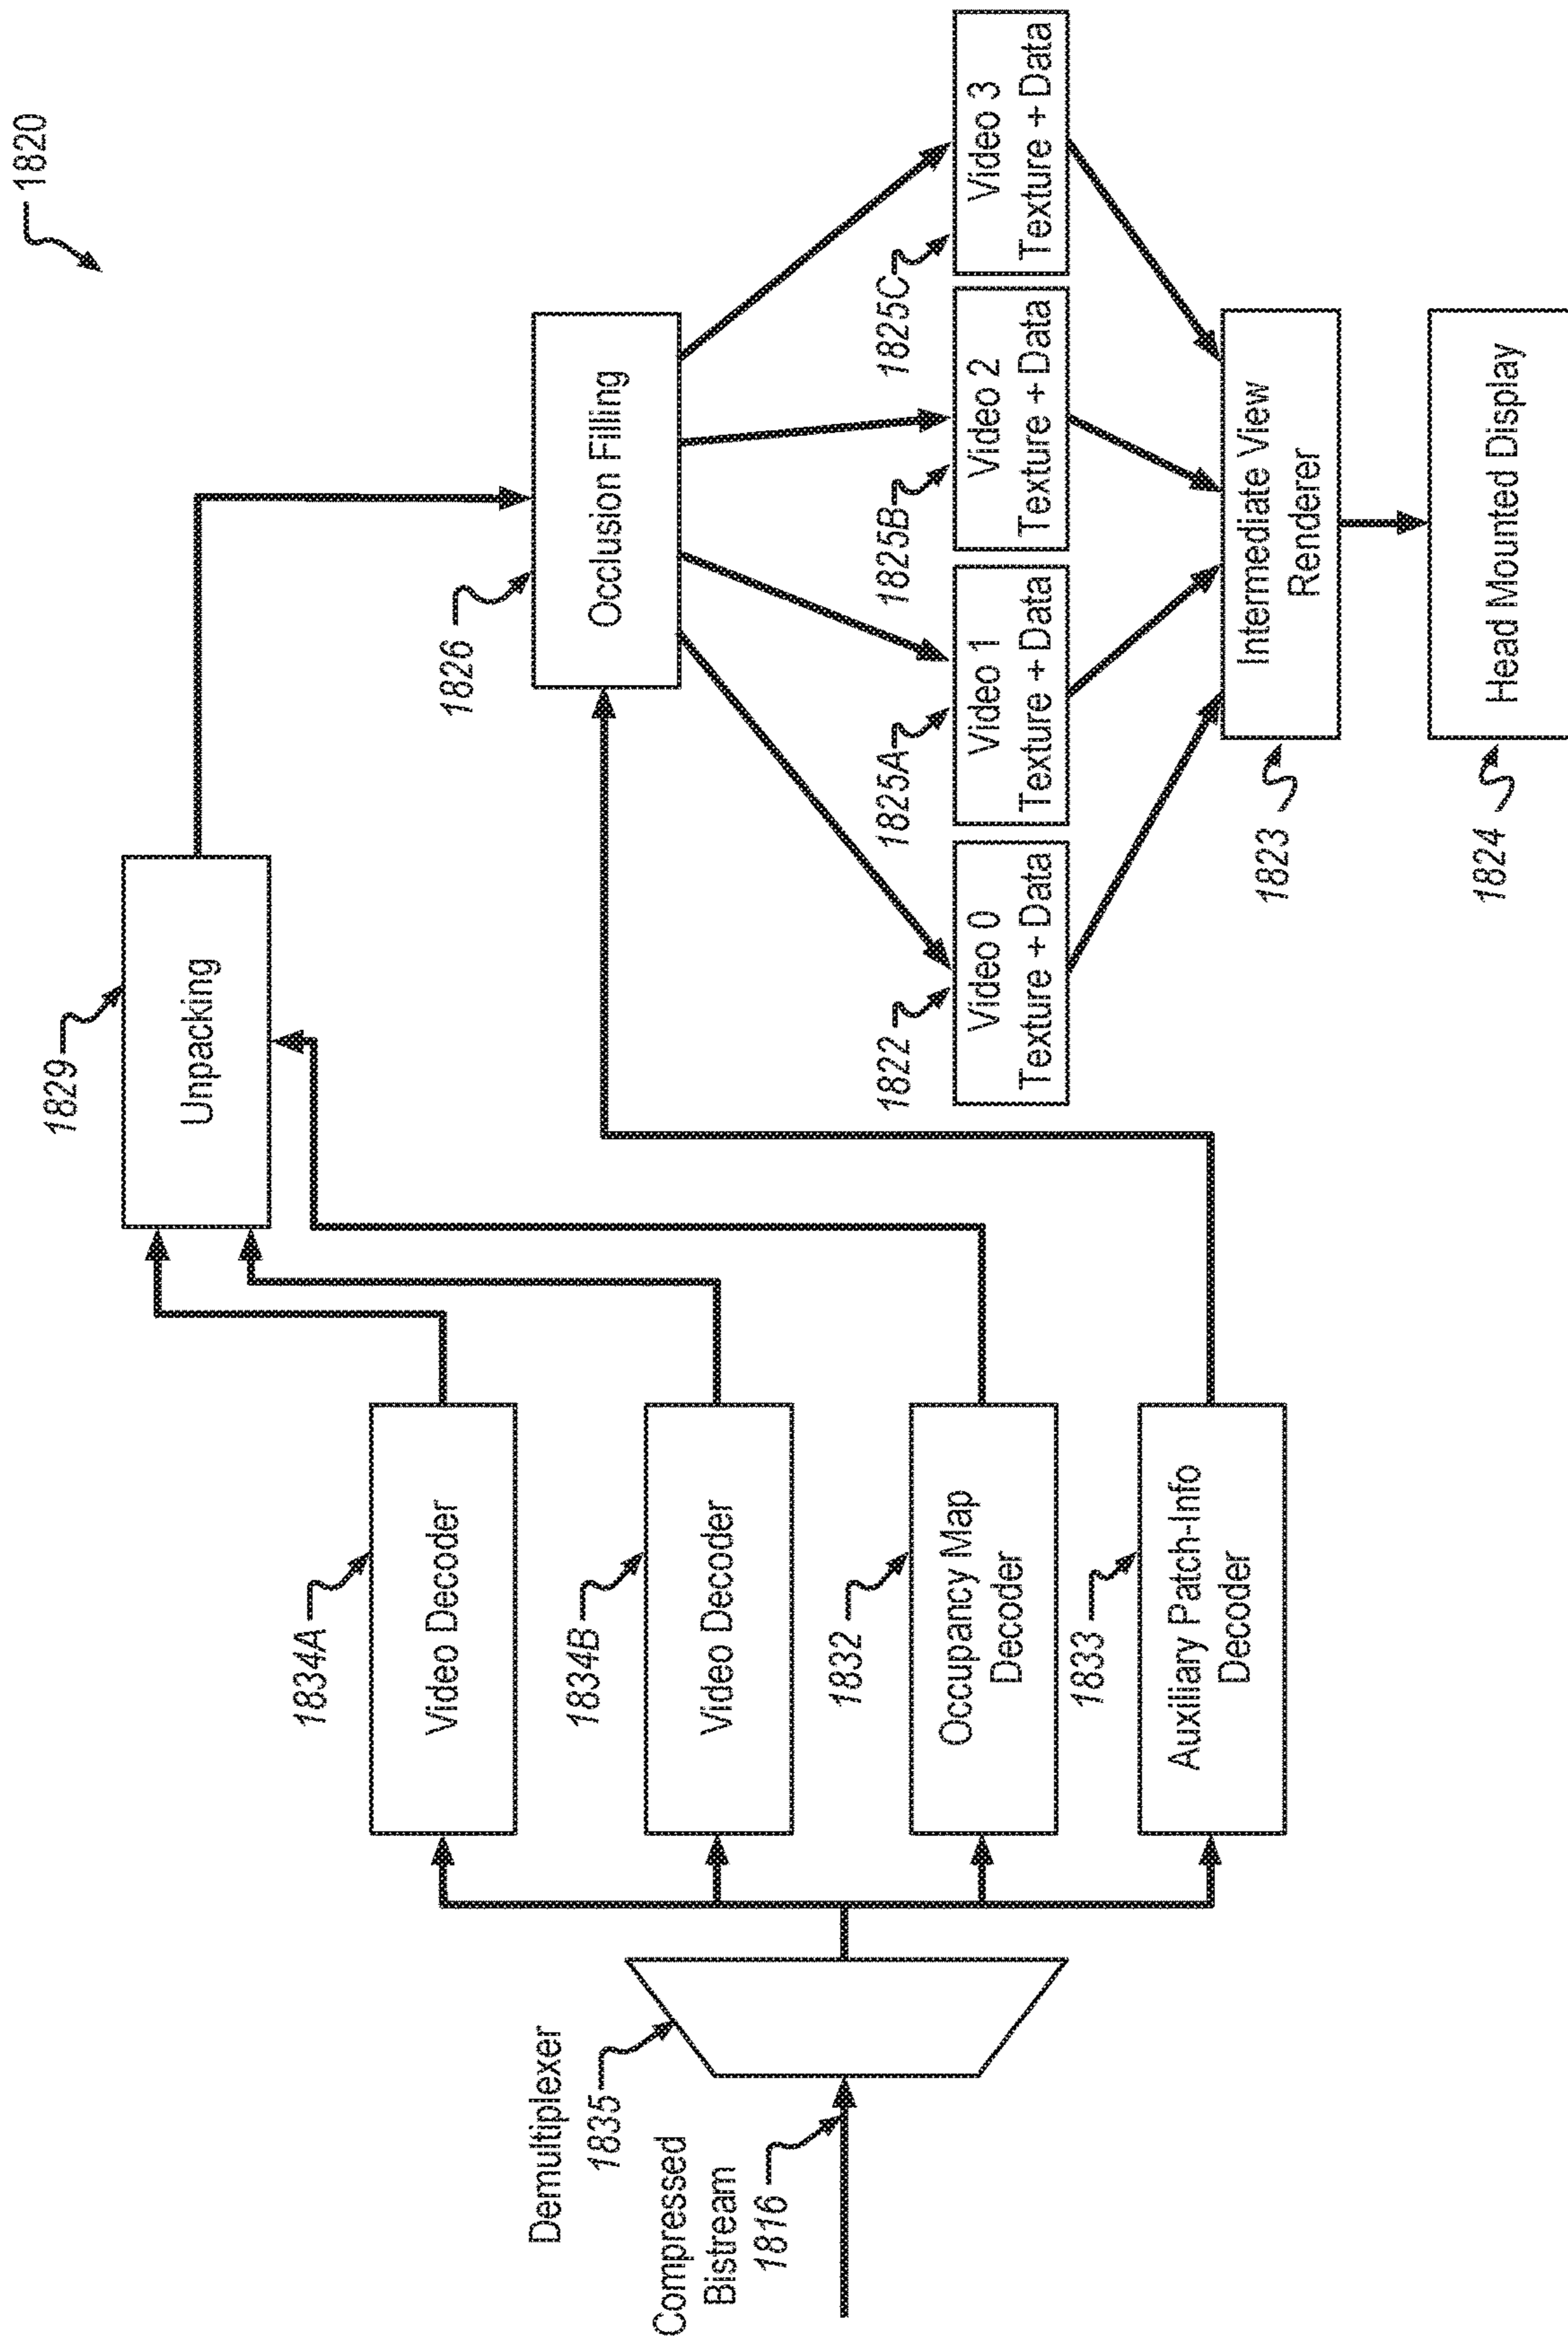 1820
1829
Unpacking
1826
Occlusion Filling
1834A
Video Decoder
1834B
Video Decoder
1832
Occupancy Map
Decoder
1833
Auxiliary Patch-Info
Decoder
Demultiplexer
1835
Compressed
Bistream
1816
1822
Video 0
Texture + Data
1825A
Video 1
Texture + Data
1825B
Video 2
Texture + Data
1825C
Video 3
Texture + Data
1823
Intermediate View
Renderer
1824
Head Mounted Display